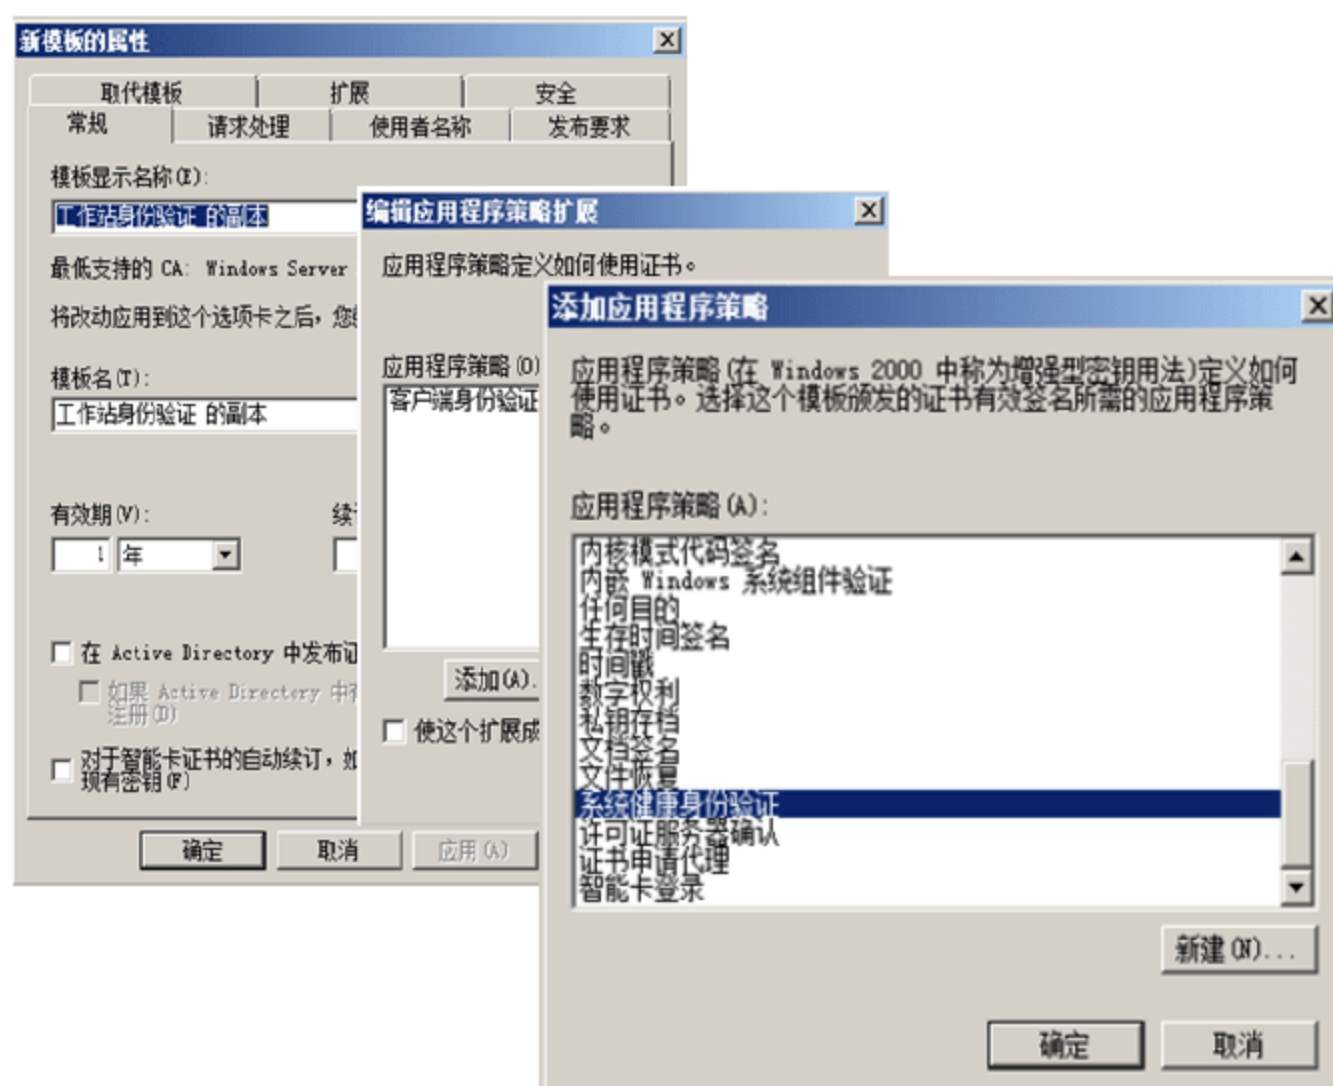 新模板的属性
取代模板 扩展 安全
常规 请求处理 使用者名称 发布要求
模板显示名称(E):
工作站身份验证 的副本
最低支持的 CA: Windows Server
将改动应用到这个选项卡之后，您
模板名(T):
工作站身份验证 的副本
有效期(V): 续
1 年
在 Active Directory 中发布证
如果 Active Directory 中有
注册(D)
对于智能卡证书的自动续订，如
现有密钥(F)
确定 取消 应用(A)
编辑应用程序策略扩展
应用程序策略定义如何使用证书。
应用程序策略(O)
客户端身份验证
添加(A).
使这个扩展成
添加应用程序策略
应用程序策略(在 Windows 2000 中称为增强型密钥用法)定义如何
使用证书。选择这个模板颁发的证书有效签名所需的应用程序策
略。
应用程序策略(A):
内核模式代码签名
内嵌 Windows 系统组件验证
任何目的
生存时间签名
时间戳
数字权利
私钥存档
文档签名
文件恢复
系统健康身份验证
许可证服务器确认
证书申请代理
智能卡登录
新建(N)...
确定 取消